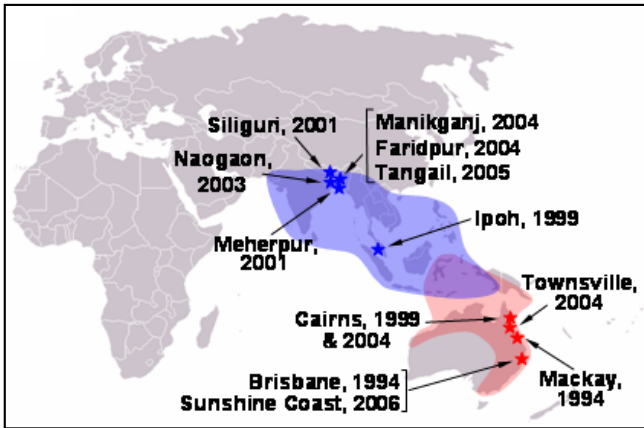 Siliguri, 2001
Naogaon,
2003
Meherpur,
2001
Manikganj, 2004
Faridpur, 2004
Tangail, 2005
Ipoh, 1999
Townsville,
2004
Cairns, 1999
& 2004
Mackay,
1994
Brisbane, 1994
Sunshine Coast, 2006